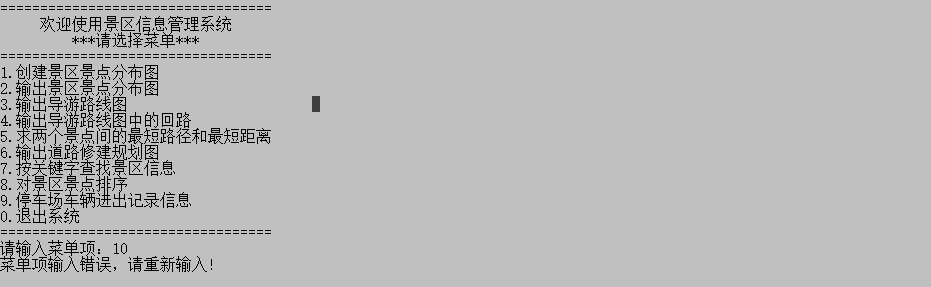 ==================================
欢迎使用景区信息管理系统
***请选择菜单***
==================================
1.创建景区景点分布图
2.输出景区景点分布图
3.输出导游路线图
4.输出导游路线图中的回路
5.求两个景点间的最短路径和最短距离
6.输出道路修建规划图
7.按关键字查找景区信息
8.对景区景点排序
9.停车场车辆进出记录信息
0.退出系统
==================================
请输入菜单项：10
菜单项输入错误，请重新输入！